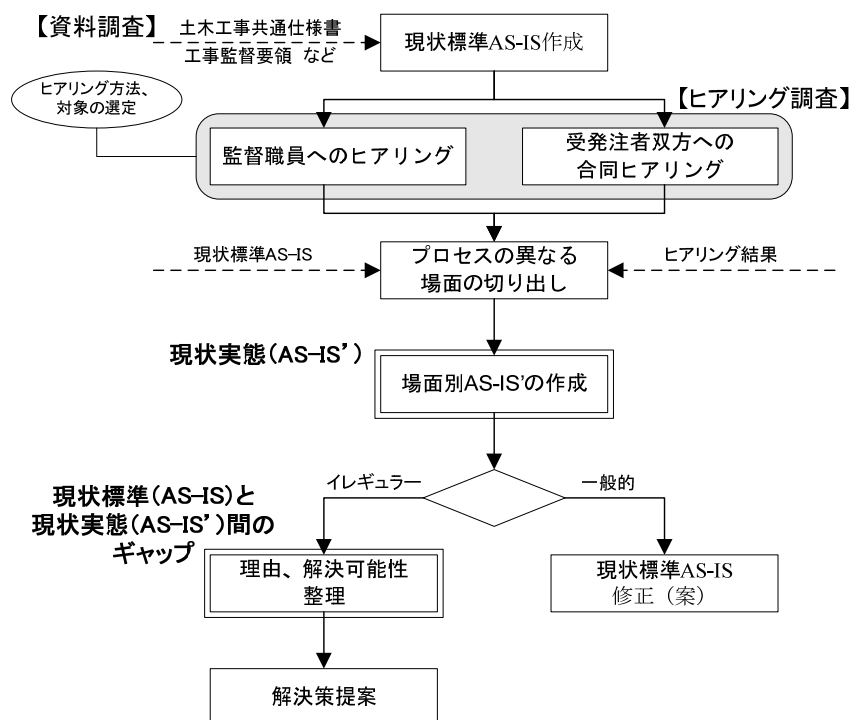 【資料調査】
土木工事共通仕様書
工事監督要領 など
現状標準AS-IS作成
ヒアリング方法、
対象の選定
【ヒアリング調査】
監督職員へのヒアリング
受発注者双方への
合同ヒアリング
現状標準AS-IS
プロセスの異なる
場面の切り出し
ヒアリング結果
現状実態(AS-IS’)
場面別AS-IS'の作成
イレギュラー
一般的
現状標準(AS-IS)と
現状実態(AS-IS’)間の
ギャップ
理由、解決可能性
整理
現状標準AS-IS
修正（案）
解決策提案